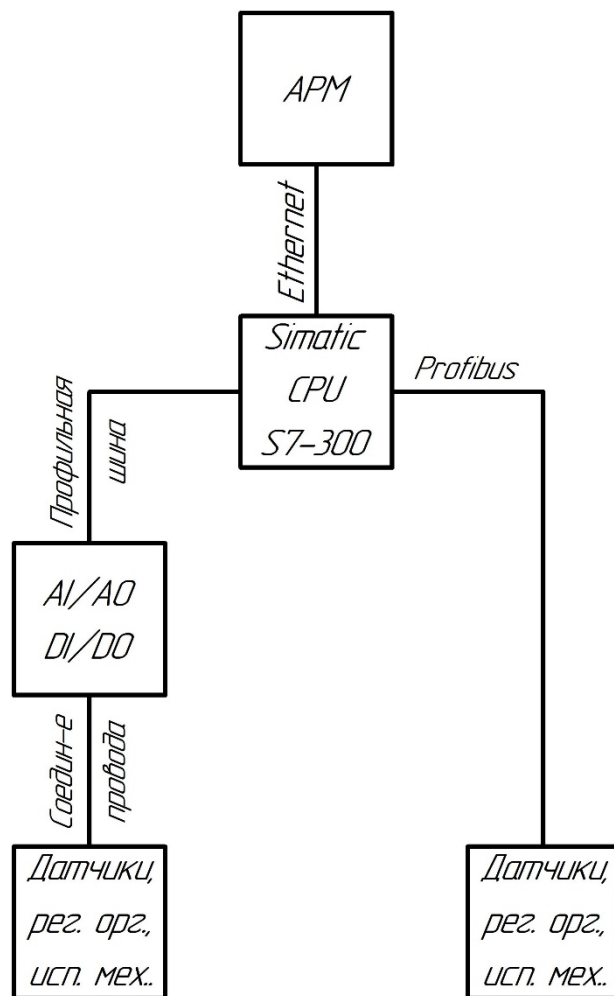 АРМ
Ethernet
Simatic
CPU
S7-300
Profibus
Профильная
шина
AI/AO
DI/DO
Соедин-е
провода
Датчики,
рег. орг.,
исп. мех..
Датчики,
рег. орг.,
исп. мех..